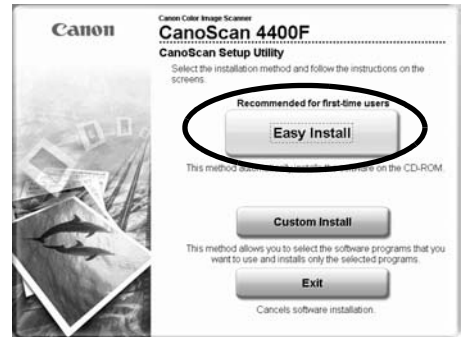 Canon
Canon Color Image Scanner
CanoScan 4400F
CanoScan Setup Utility
Select the installation method and follow the instructions on the
screens.
Recommended for first-time users
Easy Install
This method automatically installs the software on the CD-ROM.
Custom Install
This method allows you to select the software programs that you
want to use and installs only the selected programs.
Exit
Cancels software installation.